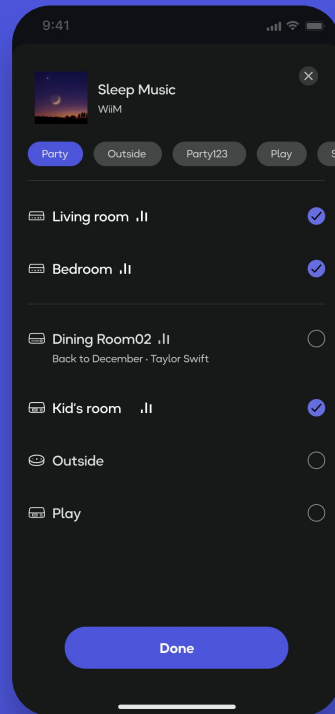 9:41
Sleep Music
WiiM
Party Outside Party123 Play
Living room
Bedroom
Dining Room02
Back to December · Taylor Swift
Kid's room
Outside
Play
Done